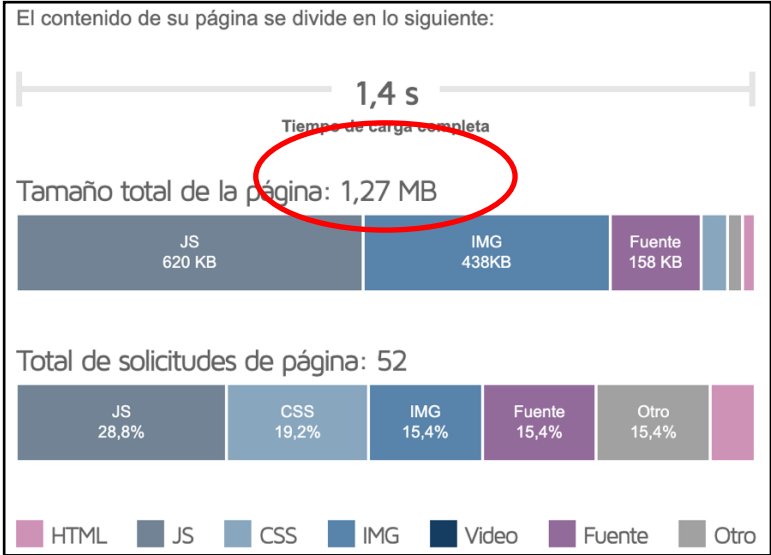 El contenido de su página se divide en lo siguiente:
1,4 s
Tiempo de carga completa
Tamaño total de la página: 1,27 MB
JS IMG Fuente
620 KB 438KB 158 KB
Total de solicitudes de página: 52
JS CSS IMG Fuente Otro
28,8% 19,2% 15,4% 15,4% 15,4%
HTML JS CSS IMG Video Fuente Otro